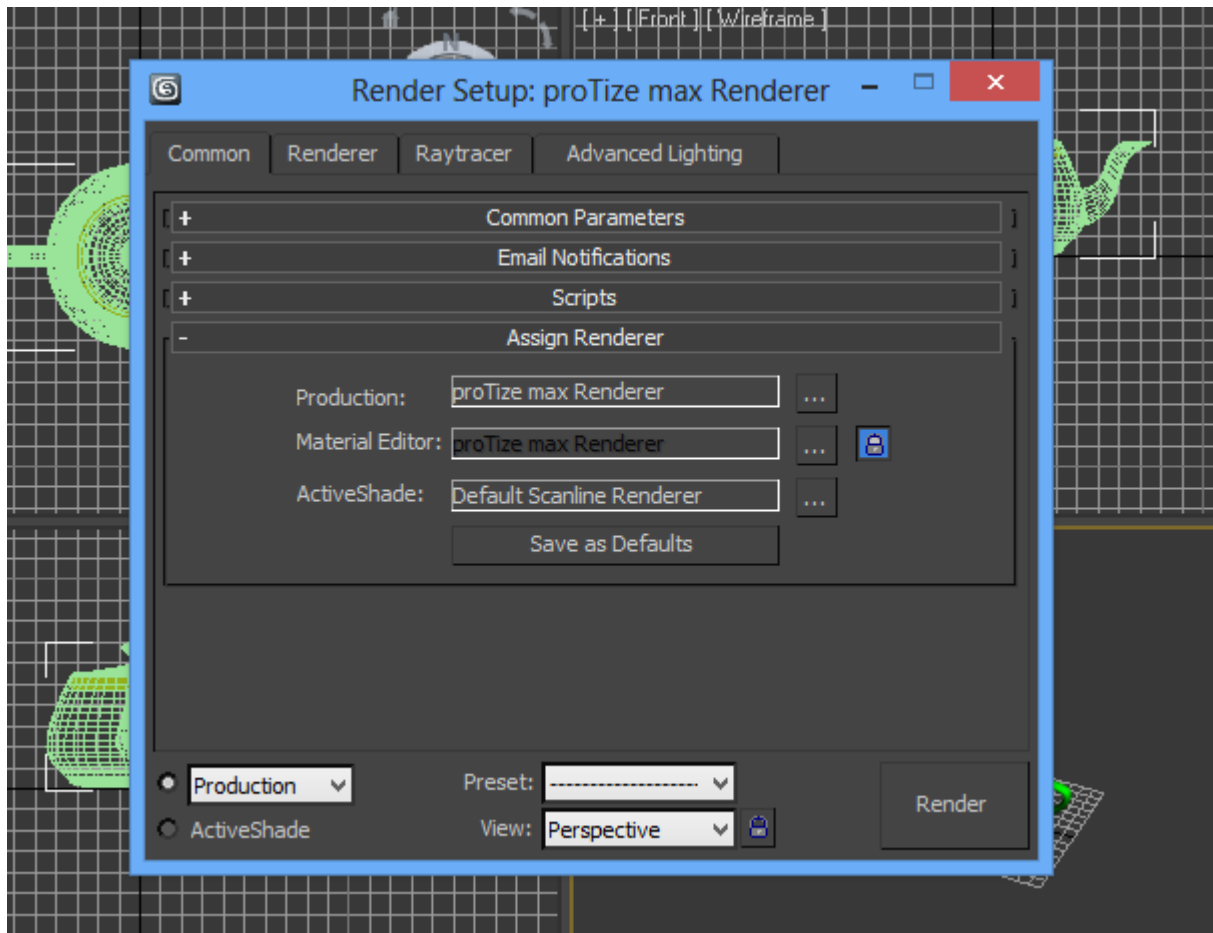 [ + ] [ Front ] [ Wireframe ]
N
Render Setup: proTize max Renderer
Common Renderer Raytracer Advanced Lighting
+ Common Parameters
+ Email Notifications
+ Scripts
- Assign Renderer
Production: proTize max Renderer ...
Material Editor: proTize max Renderer ...
ActiveShade: Default Scanline Renderer ...
Save as Defaults
Production Preset: -------------------
Render
ActiveShade View: Perspective